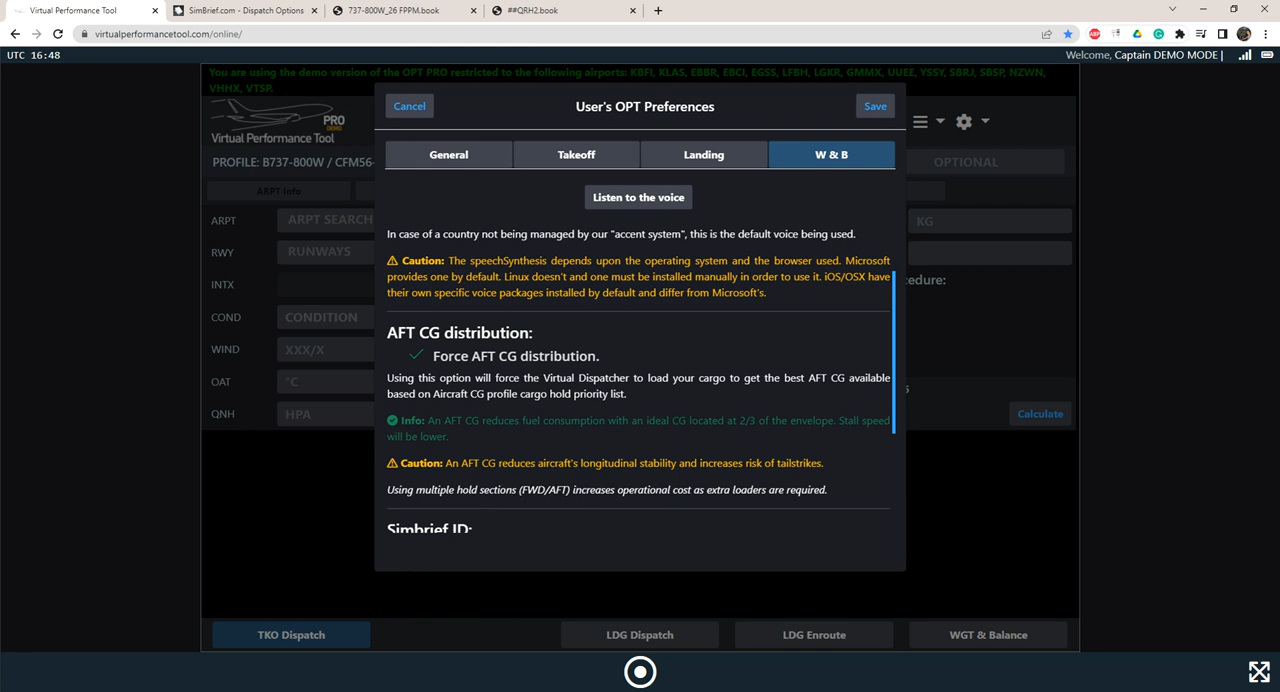 Virtual Performance Tool
SimBrief.com - Dispatch Options
737-800W_26 FPPM.book
##QRH2.book
virtualperformancetool.com/online/
UTC 16:48
Welcome, Captain DEMO MODE |
You are using the demo version of the OPT PRO restricted to the following airports: KBFI, KLAS, EBBR, EBCI, EGSS, LFBH, LGKR, GMMX, UUEE, YSSY, SBRJ, SBSP, NZWN,
VHHX, VTSP.
PRO
DEMO
Virtual Performance Tool
PROFILE: B737-800W / CFM56-
OPTIONAL
ARPT Info
ARPT
ARPT SEARCH
KG
RWY
RUNWAYS
INTX
cedure:
COND
CONDITION
WIND
XXX/X
OAT
°C
QNH
HPA
Calculate
Cancel
User's OPT Preferences
Save
General
Takeoff
Landing
W & B
Listen to the voice
In case of a country not being managed by our "accent system", this is the default voice being used.
Caution: The speechSynthesis depends upon the operating system and the browser used. Microsoft
provides one by default. Linux doesn't and one must be installed manually in order to use it. iOS/OSX have
their own specific voice packages installed by default and differ from Microsoft's.
AFT CG distribution:
Force AFT CG distribution.
Using this option will force the Virtual Dispatcher to load your cargo to get the best AFT CG available
based on Aircraft CG profile cargo hold priority list.
Info: An AFT CG reduces fuel consumption with an ideal CG located at 2/3 of the envelope. Stall speed
will be lower.
Caution: An AFT CG reduces aircraft's longitudinal stability and increases risk of tailstrikes.
Using multiple hold sections (FWD/AFT) increases operational cost as extra loaders are required.
Simbrief ID:
TKO Dispatch
LDG Dispatch
LDG Enroute
WGT & Balance